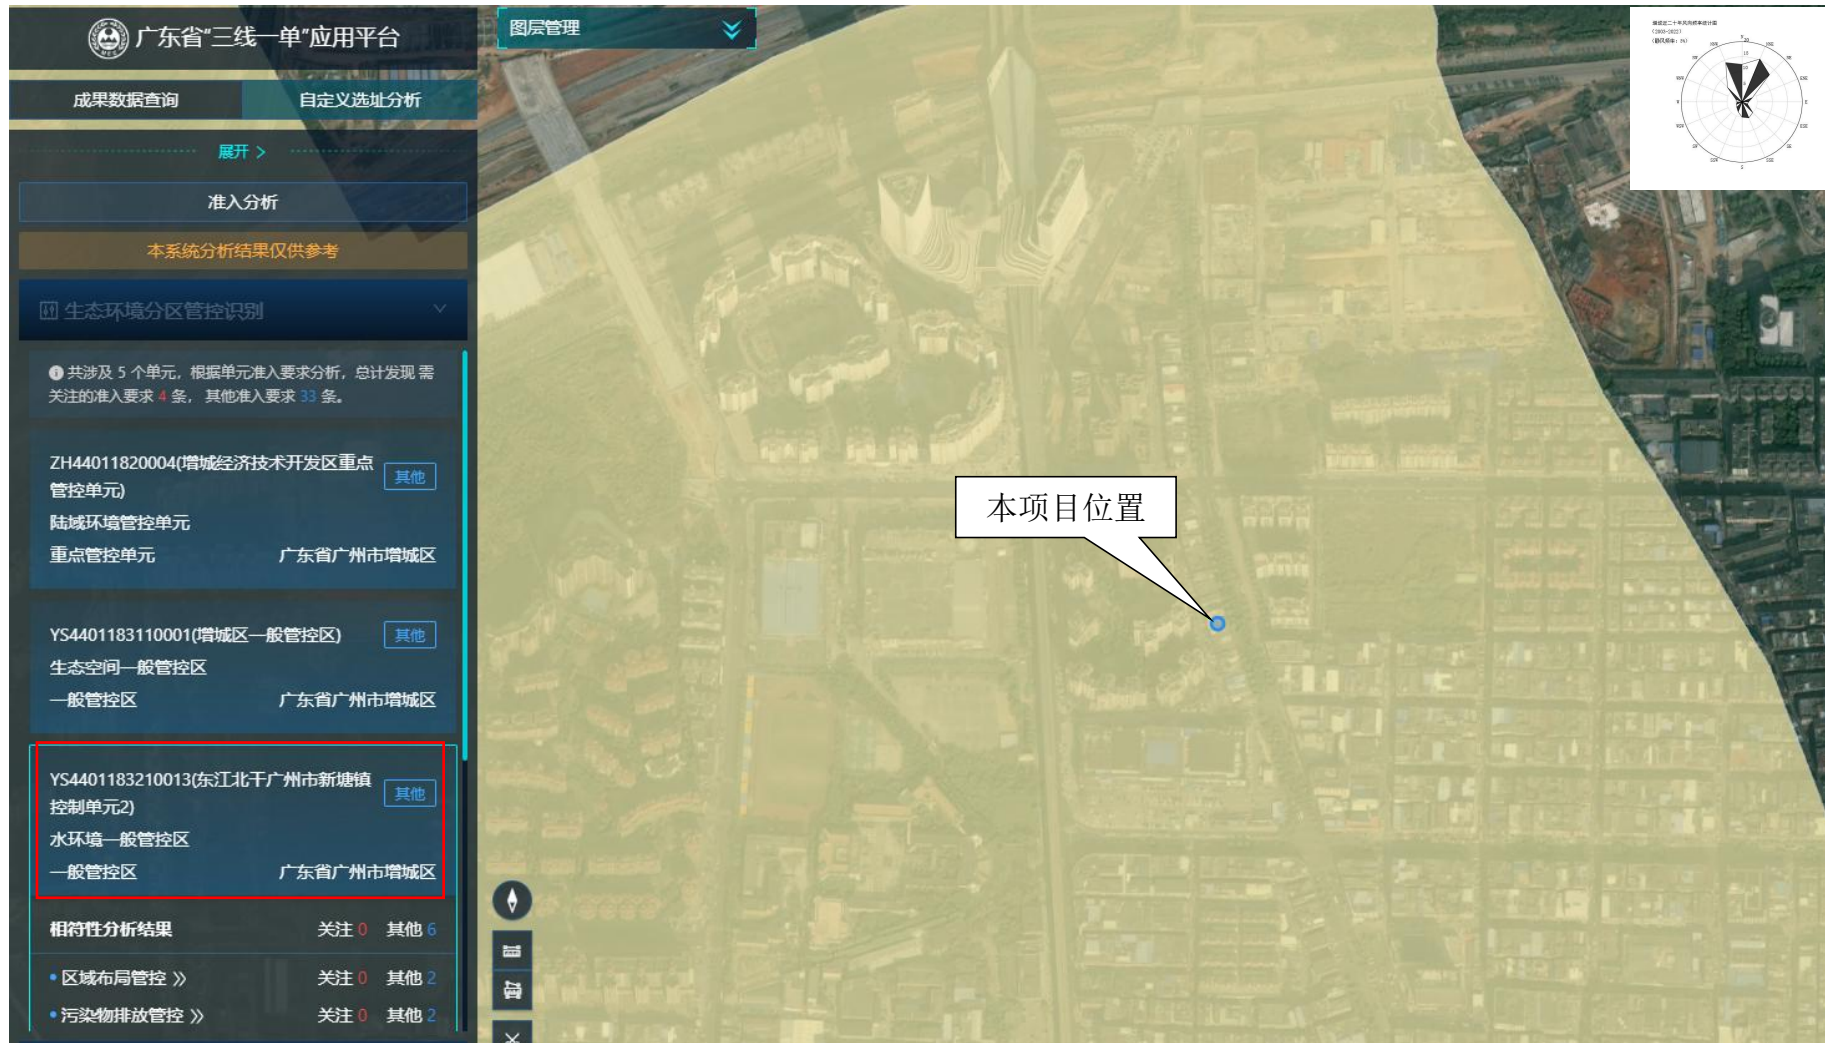 广东省"三线一单"应用平台
成果数据查询
自定义选址分析
展开 >
准入分析
本系统分析结果仅供参考
生态环境分区管控识别
共涉及 5 个单元，根据单元准入要求分析，总计发现 需
关注的准入要求 4 条， 其他准入要求 33 条。
ZH44011820004(增城经济技术开发区重点
管控单元)
其他
陆域环境管控单元
重点管控单元
广东省广州市增城区
YS4401183110001(增城区一般管控区)
其他
生态空间一般管控区
一般管控区
广东省广州市增城区
YS4401183210013(东江北干广州市新塘镇
控制单元2)
其他
水环境一般管控区
一般管控区
广东省广州市增城区
相符性分析结果 关注 0 其他 6
区域布局管控 关注 0 其他 2
污染物排放管控 关注 0 其他 2
图层管理
本项目位置
(2003-2022)